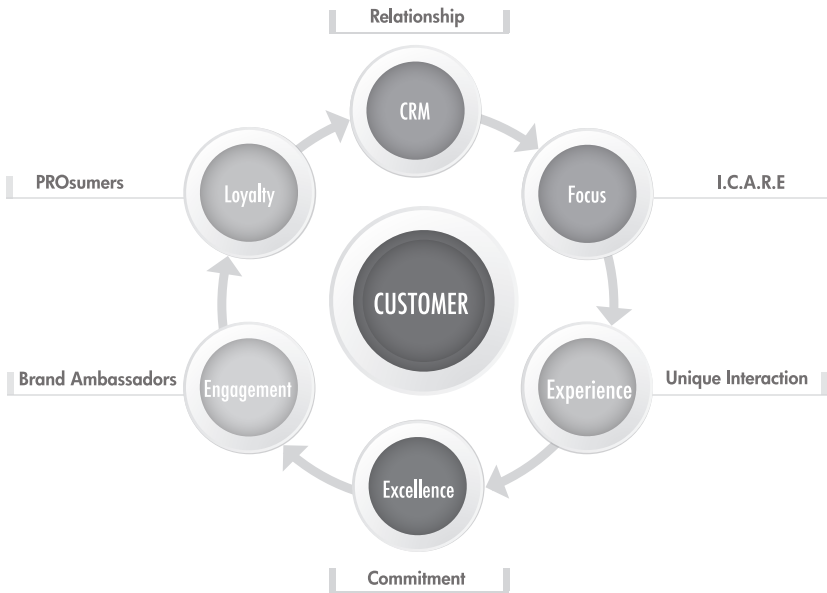 Relationship
CRM
PROsumers
Loyalty
Focus
I.C.A.R.E
CUSTOMER
Brand Ambassadors
Engagement
Experience
Unique Interaction
Excellence
Commitment